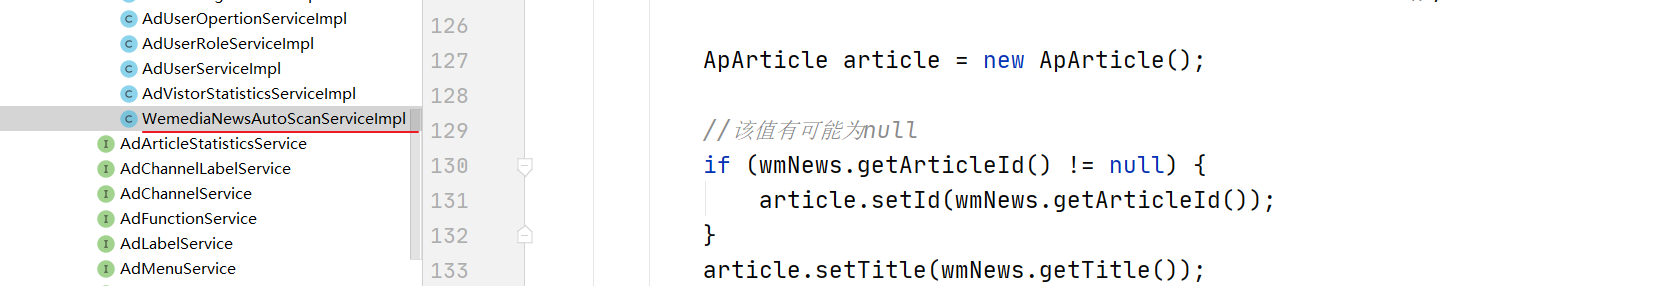 AdUserOpertionServiceImpl
AdUserRoleServiceImpl
AdUserServiceImpl
AdVistorStatisticsServiceImpl
WemediaNewsAutoScanServiceImpl
AdArticleStatisticsService
AdChannelLabelService
AdChannelService
AdFunctionService
AdLabelService
AdMenuService
126
127 ApArticle article = new ApArticle();
128
129 //该值有可能为null
130 if (wmNews.getArticleId() != null) {
131 article.setId(wmNews.getArticleId());
132 }
133 article.setTitle(wmNews.getTitle());